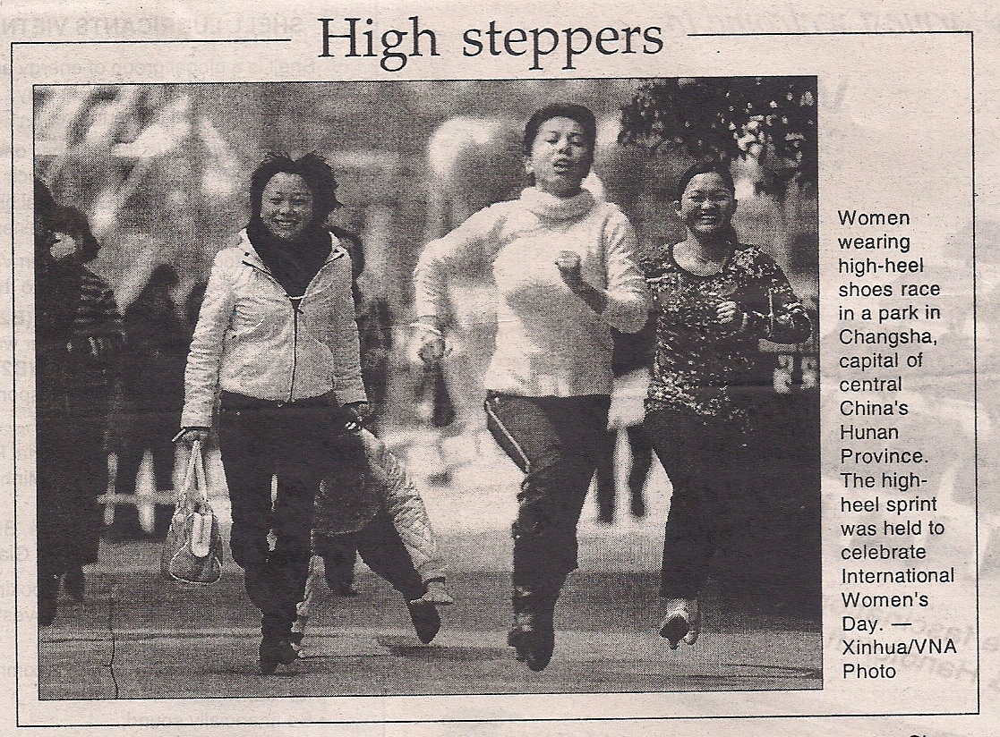 High steppers
Women
wearing
high-heel
shoes race
in a park in
Changsha,
capital of
central
China's
Hunan
Province.
The high-
heel sprint
was held to
celebrate
International
Women's
Day. —
Xinhua/VNA
Photo